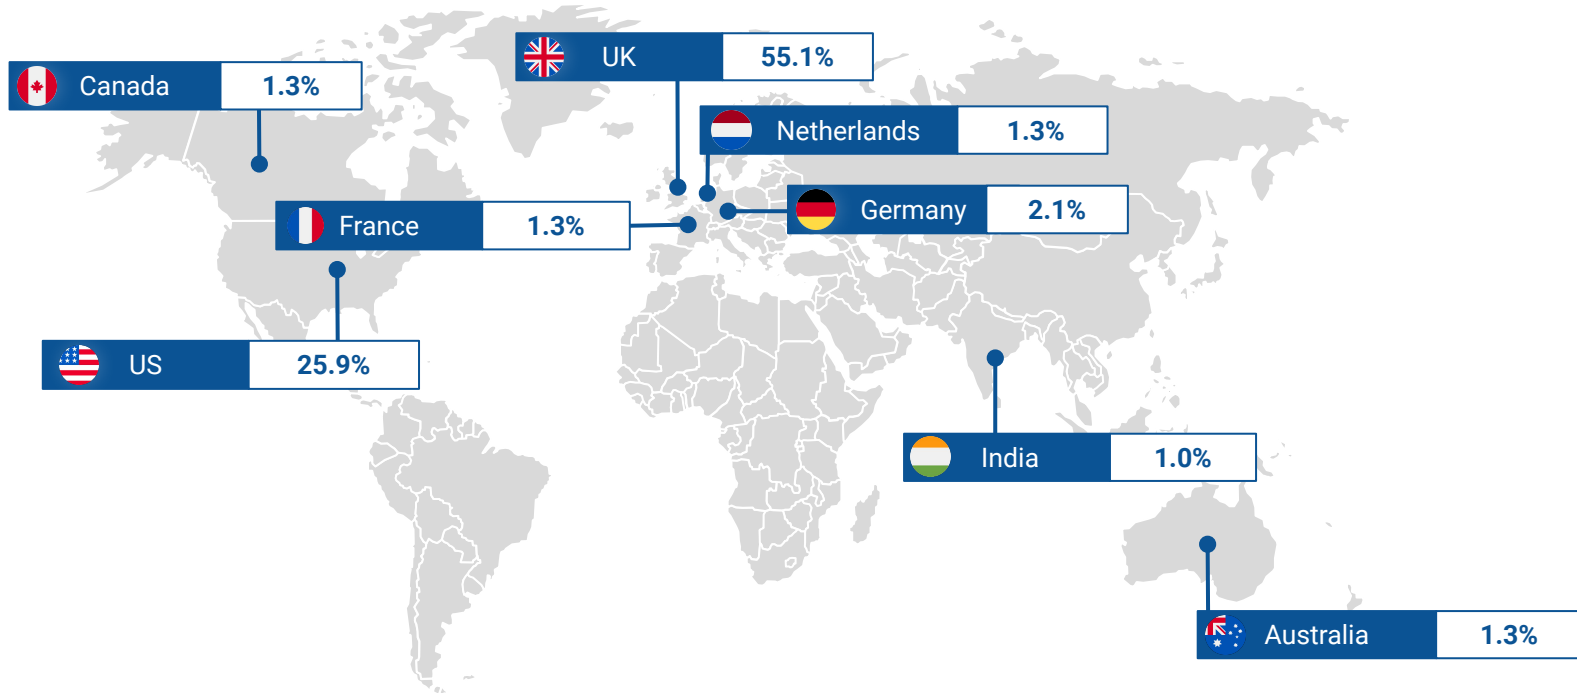 UK 55.1%
Canada 1.3%
Netherlands 1.3%
Germany 2.1%
France 1.3%
US 25.9%
India 1.0%
Australia 1.3%